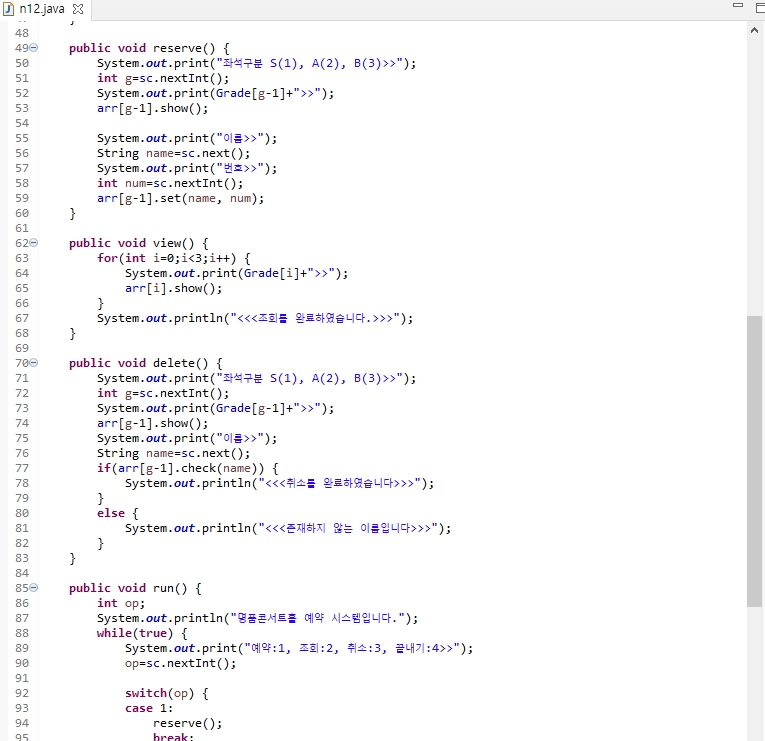 n12.java
48
49 public void reserve() {
50 System.out.print("좌석구분 S(1), A(2), B(3)>>");
51 int g=sc.nextInt();
52 System.out.print(Grade[g-1]+">>");
53 arr[g-1].show();
54
55 System.out.print("이름>>");
56 String name=sc.next();
57 System.out.print("번호>>");
58 int num=sc.nextInt();
59 arr[g-1].set(name, num);
60 }
61
62 public void view() {
63 for(int i=0;i<3;i++) {
64 System.out.print(Grade[i]+">>");
65 arr[i].show();
66 }
67 System.out.println("<<<조회를 완료하였습니다.>>>");
68 }
69
70 public void delete() {
71 System.out.print("좌석구분 S(1), A(2), B(3)>>");
72 int g=sc.nextInt();
73 System.out.print(Grade[g-1]+">>");
74 arr[g-1].show();
75 System.out.print("이름>>");
76 String name=sc.next();
77 if(arr[g-1].check(name)) {
78 System.out.println("<<<취소를 완료하였습니다>>>");
79 }
80 else {
81 System.out.println("<<<존재하지 않는 이름입니다>>>");
82 }
83 }
84
85 public void run() {
86 int op;
87 System.out.println("명품콘서트홀 예약 시스템입니다.");
88 while(true) {
89 System.out.print("예약:1, 조회:2, 취소:3, 끝내기:4>>");
90 op=sc.nextInt();
91
92 switch(op) {
93 case 1:
94 reserve();
95 break;